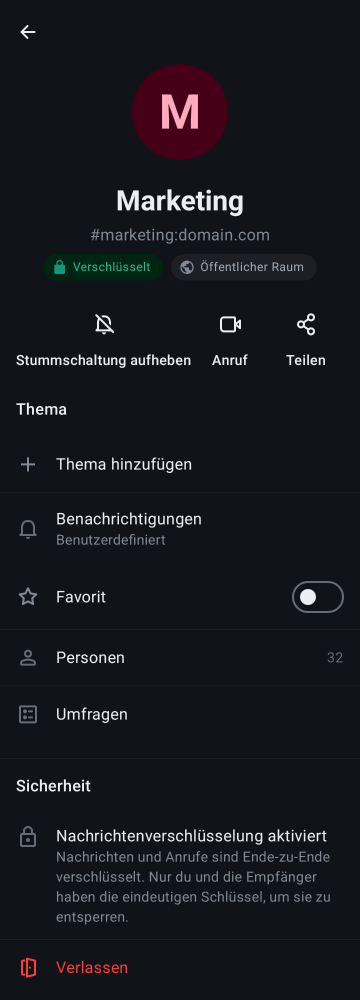 M
Marketing
#marketing:domain.com
Verschlüsselt
Öffentlicher Raum
Stummschaltung aufheben
Anruf
Teilen
Thema
Thema hinzufügen
Benachrichtigungen
Benutzerdefiniert
Favorit
Personen
32
Umfragen
Sicherheit
Nachrichtenverschlüsselung aktiviert
Nachrichten und Anrufe sind Ende-zu-Ende
verschlüsselt. Nur du und die Empfänger
haben die eindeutigen Schlüssel, um sie zu
entsperren.
Verlassen